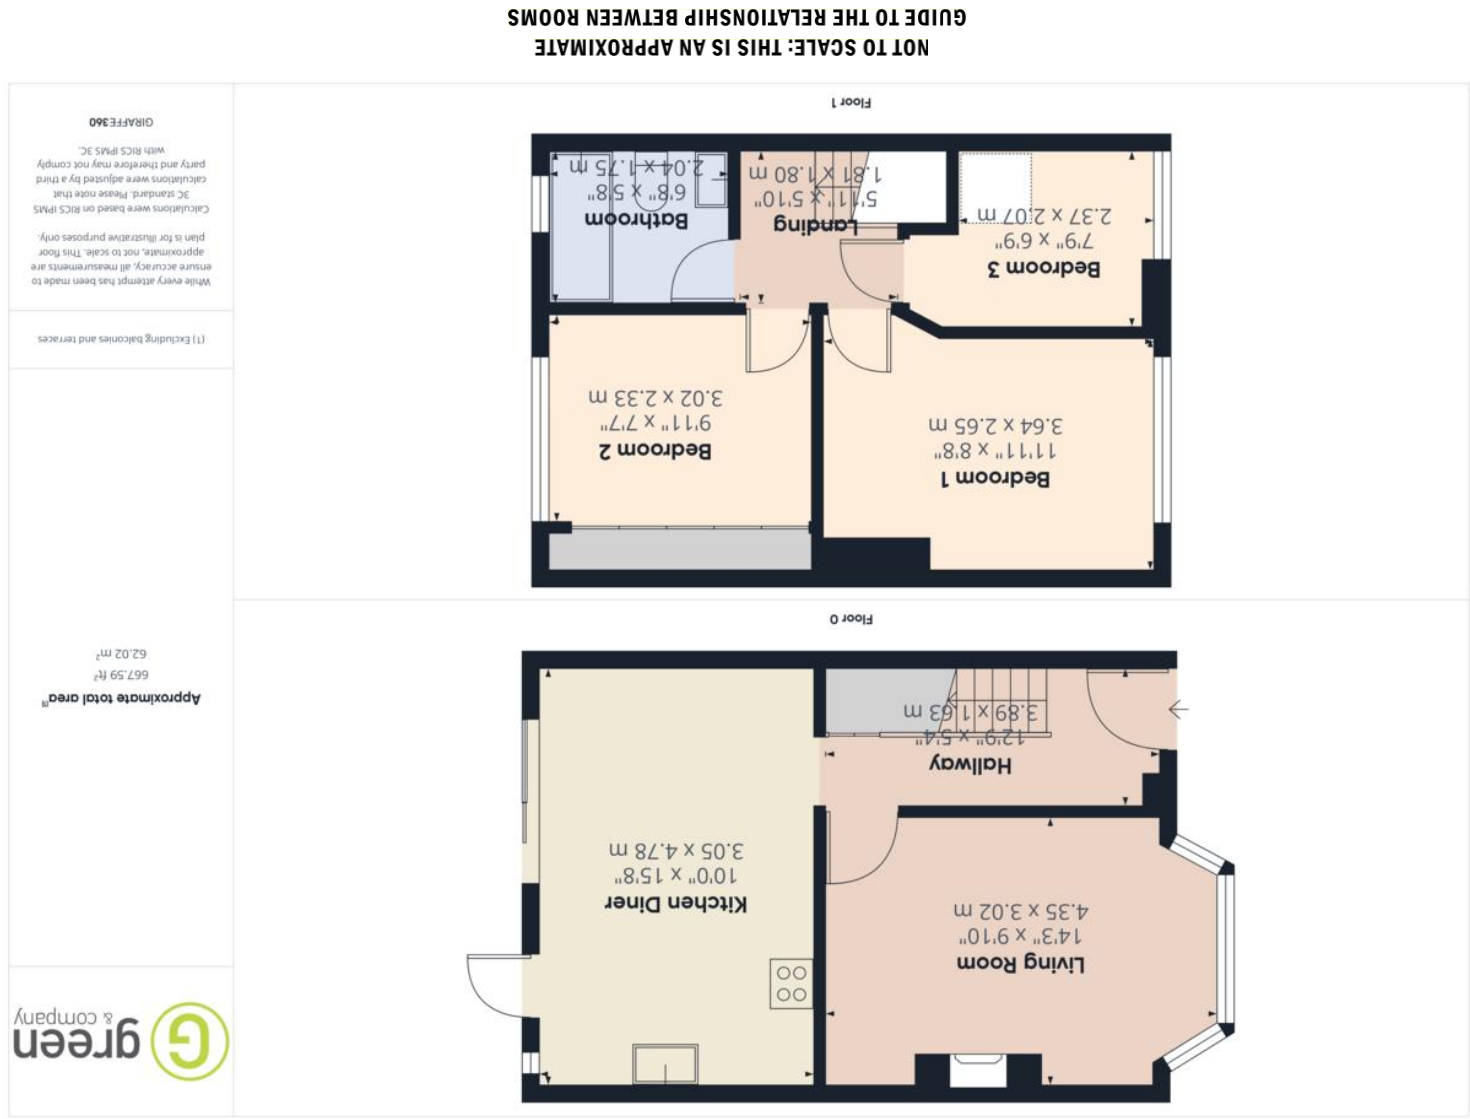 green
& company
Floor 0
Living Room
14'3" x 9'10"
4.35 x 3.02 m
Kitchen Diner
10'0" x 15'8"
3.05 x 4.78 m
Hallway
12'9" x 5'4"
3.89 x 1.63 m
Approximate total area⁽¹⁾
667.59 ft²
62.02 m²
Floor 1
Bedroom 1
11'11" x 8'8"
3.64 x 2.65 m
Bedroom 2
9'11" x 7'7"
3.02 x 2.33 m
Bedroom 3
7'9" x 6'9"
2.37 x 2.07 m
Landing
5'11" x 5'10"
1.81 x 1.80 m
Bathroom
6'8" x 5'8"
2.04 x 1.75 m
(1) Excluding balconies and terraces
While every attempt has been made to
ensure accuracy, all measurements are
approximate, not to scale. This floor
plan is for illustrative purposes only.
Calculations were based on RICS IPMS
3C standard. Please note that
calculations were adjusted by a third
party and therefore may not comply
with RICS IPMS 3C.
GIRAFFE360
NOT TO SCALE: THIS IS AN APPROXIMATE
GUIDE TO THE RELATIONSHIP BETWEEN ROOMS